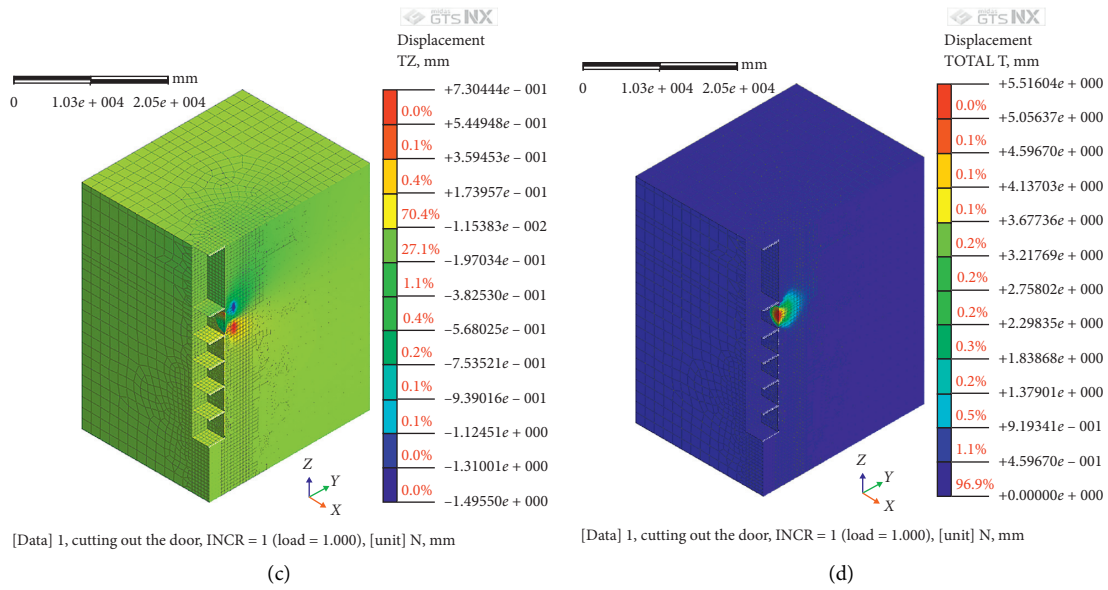 midas
GTS NX
Displacement
TZ, mm
mm
0 1.03e + 004 2.05e + 004
+7.30444e – 001
0.0%
+5.44948e – 001
0.1%
+3.59453e – 001
0.4%
+1.73957e – 001
70.4%
–1.15383e – 002
27.1%
–1.97034e – 001
1.1%
–3.82530e – 001
0.4%
–5.68025e – 001
0.2%
–7.53521e – 001
0.1%
–9.39016e – 001
0.1%
–1.12451e + 000
0.0%
–1.31001e + 000
0.0%
–1.49550e + 000
Z
Y
X
[Data] 1, cutting out the door, INCR = 1 (load = 1.000), [unit] N, mm
(c)
midas
GTS NX
Displacement
TOTAL T, mm
mm
0 1.03e + 004 2.05e + 004
+5.51604e + 000
0.0%
+5.05637e + 000
0.1%
+4.59670e + 000
0.1%
+4.13703e + 000
0.1%
+3.67736e + 000
0.2%
+3.21769e + 000
0.2%
+2.75802e + 000
0.2%
+2.29835e + 000
0.3%
+1.83868e + 000
0.2%
+1.37901e + 000
0.5%
+9.19341e – 001
1.1%
+4.59670e – 001
96.9%
+0.00000e + 000
Z
Y
X
[Data] 1, cutting out the door, INCR = 1 (load = 1.000), [unit] N, mm
(d)